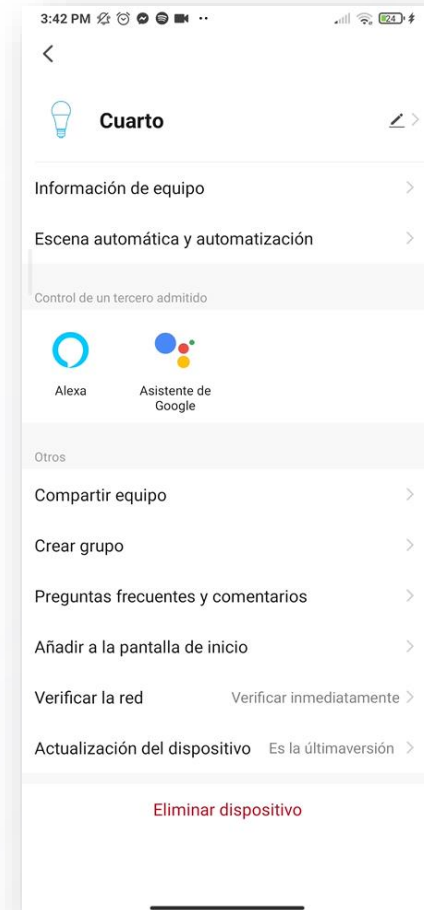 3:42 PM
24
Cuarto
Información de equipo
Escena automática y automatización
Control de un tercero admitido
Alexa
Asistente de
Google
Otros
Compartir equipo
Crear grupo
Preguntas frecuentes y comentarios
Añadir a la pantalla de inicio
Verificar la red Verificar inmediatamente
Actualización del dispositivo Es la últimaversión
Eliminar dispositivo